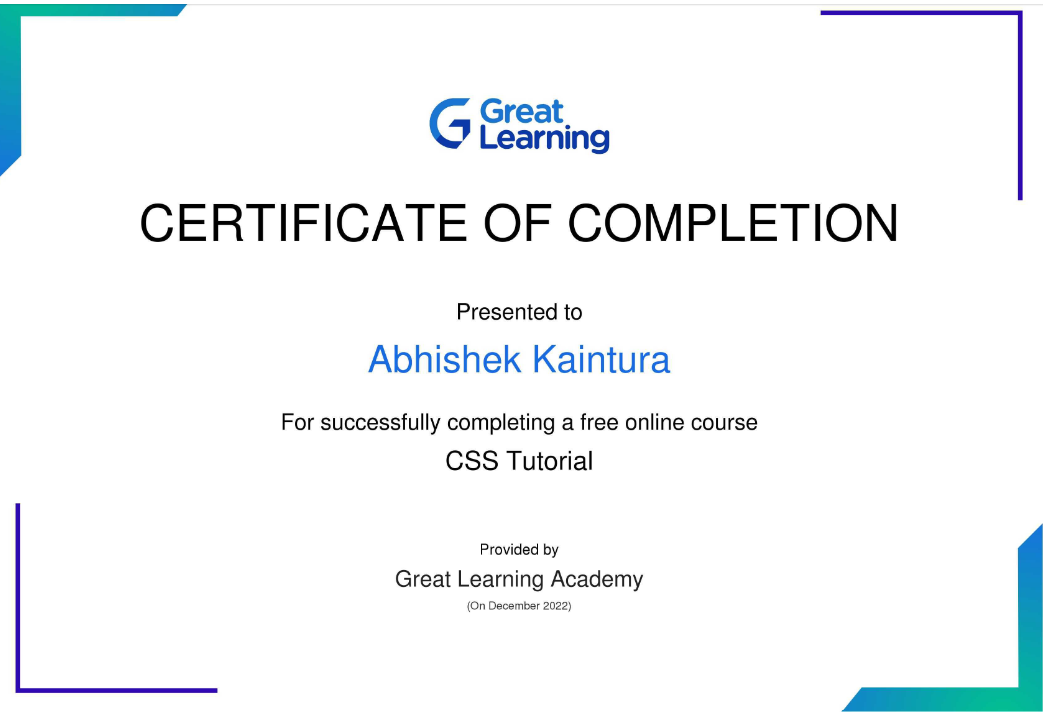 Great
Learning
CERTIFICATE OF COMPLETION
Presented to
Abhishek Kaintura
For successfully completing a free online course
CSS Tutorial
Provided by
Great Learning Academy
(On December 2022)